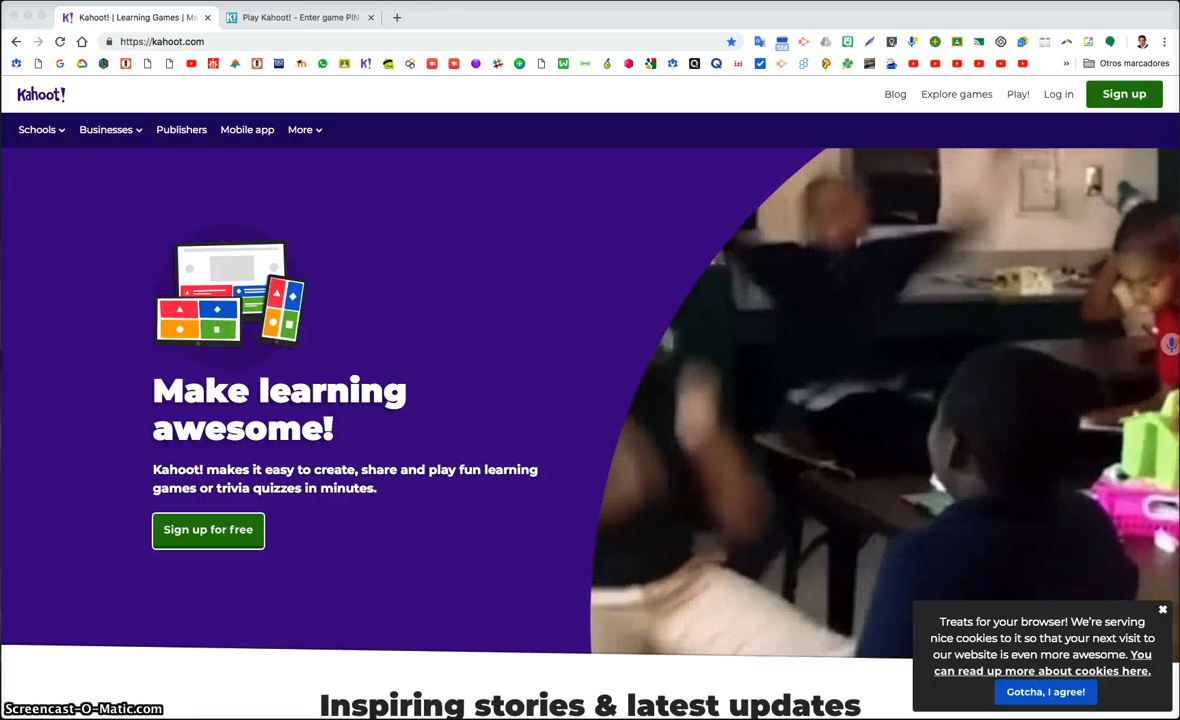 Kahoot! | Learning Games | Ma
Play Kahoot! - Enter game PIN
https://kahoot.com
Otros marcadores
Kahoot!
Blog
Explore games
Play!
Log in
Sign up
Schools
Businesses
Publishers
Mobile app
More
Make learning
awesome!
Kahoot! makes it easy to create, share and play fun learning
games or trivia quizzes in minutes.
Sign up for free
Treats for your browser! We're serving
nice cookies to it so that your next visit to
our website is even more awesome. You
can read up more about cookies here.
Gotcha, I agree!
Inspiring stories & latest updates
Screencast-O-Matic.com